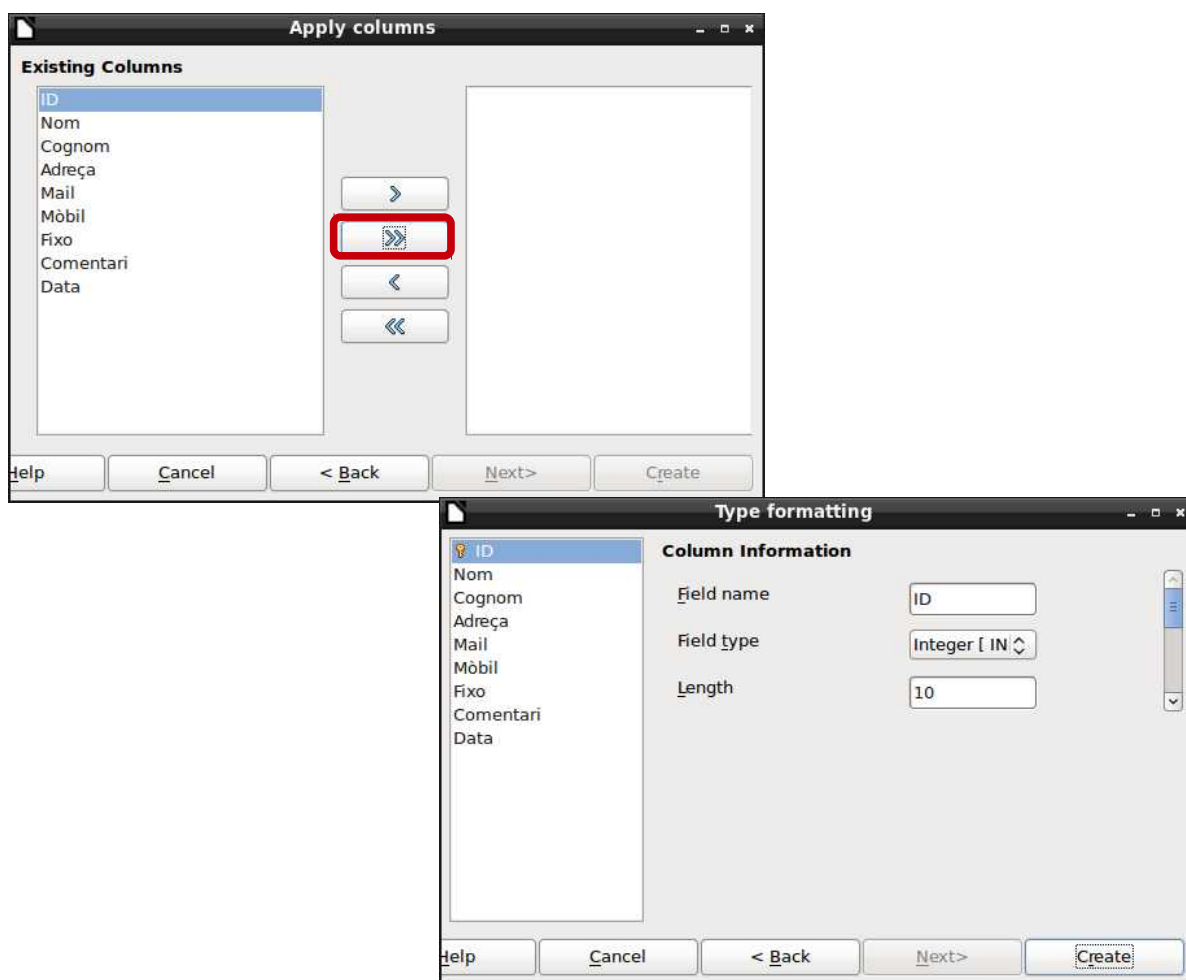 Apply columns
Existing Columns
ID
Nom
Cognom
Adreça
Mail
Mòbil
Fixo
Comentari
Data
Help
Cancel
< Back
Next>
Create
Type formatting
ID
Nom
Cognom
Adreça
Mail
Mòbil
Fixo
Comentari
Data
Column Information
Field name
ID
Field type
Integer [ IN
Length
10
Help
Cancel
< Back
Next>
Create